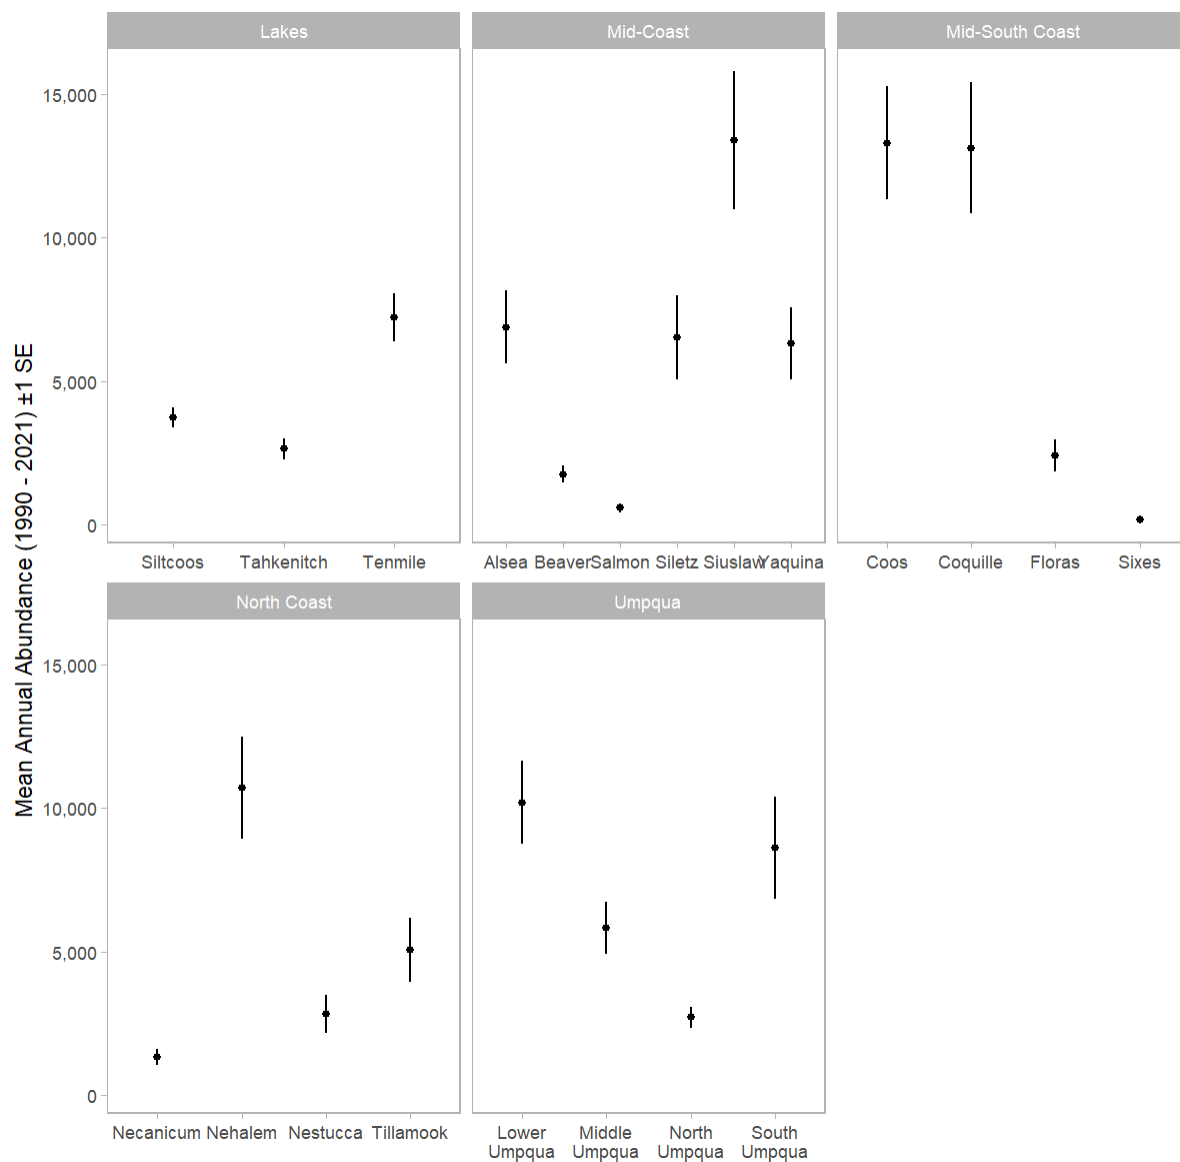 Mean Annual Abundance (1990 - 2021) ±1 SE
Lakes Mid-Coast Mid-South Coast
15,000
10,000
5,000
0
Siltcoos Tahkenitch Tenmile Alsea Beaver Salmon Siletz Siuslaw Yaquina Coos Coquille Floras Sixes
North Coast Umpqua
15,000
10,000
5,000
0
Necanicum Nehalem Nestucca Tillamook Lower Middle North South
Umpqua Umpqua Umpqua Umpqua